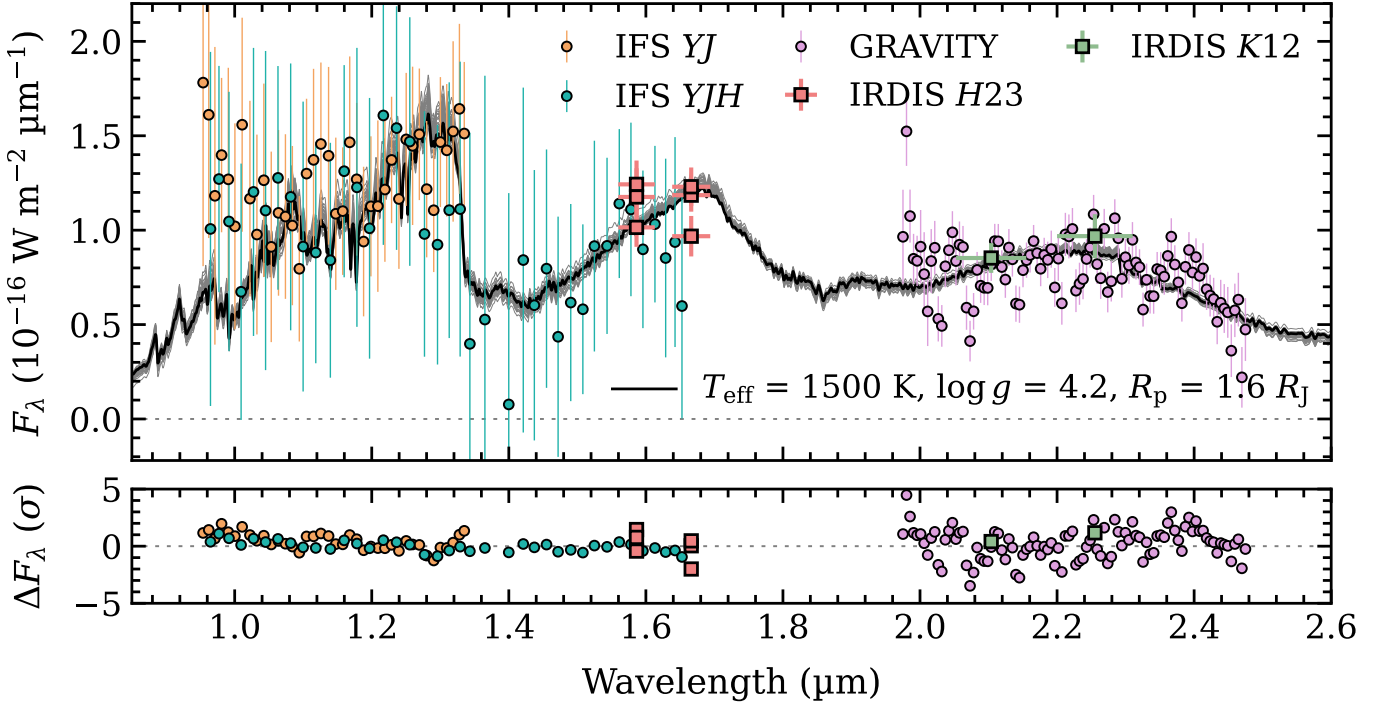 IFS YJ
GRAVITY
IRDIS K12
IFS YJH
IRDIS H23
2.0
1.5
1.0
0.5
0.0
F_λ (10⁻¹⁶ W m⁻² µm⁻¹)
T_eff = 1500 K, log g = 4.2, R_p = 1.6 R_J
5
0
−5
ΔF_λ (σ)
1.0 1.2 1.4 1.6 1.8 2.0 2.2 2.4 2.6
Wavelength (µm)